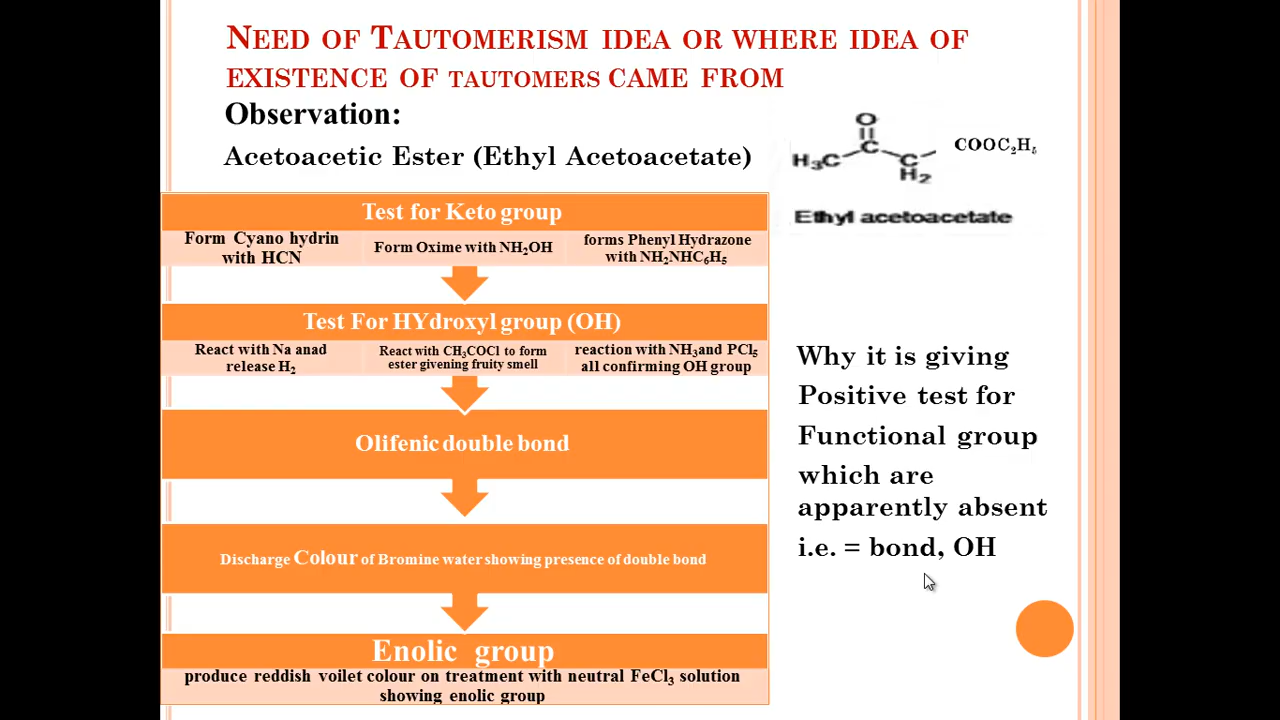 NEED OF TAUTOMERISM IDEA OR WHERE IDEA OF
EXISTENCE OF TAUTOMERS CAME FROM
Observation:
Acetoacetic Ester (Ethyl Acetoacetate)
O
H₃C
C
C
H₂
COOC₂H₅
Ethyl acetoacetate
Test for Keto group
Form Cyano hydrin
with HCN
Form Oxime with NH₂OH
forms Phenyl Hydrazone
with NH₂NHC₆H₅
Test For HYdroxyl group (OH)
React with Na anad
release H₂
React with CH₃COCl to form
ester givening fruity smell
reaction with NH₃and PCl₅
all confirming OH group
Olifenic double bond
Discharge Colour of Bromine water showing presence of double bond
Enolic group
produce reddish voilet colour on treatment with neutral FeCl₃ solution
showing enolic group
Why it is giving
Positive test for
Functional group
which are
apparently absent
i.e. = bond, OH